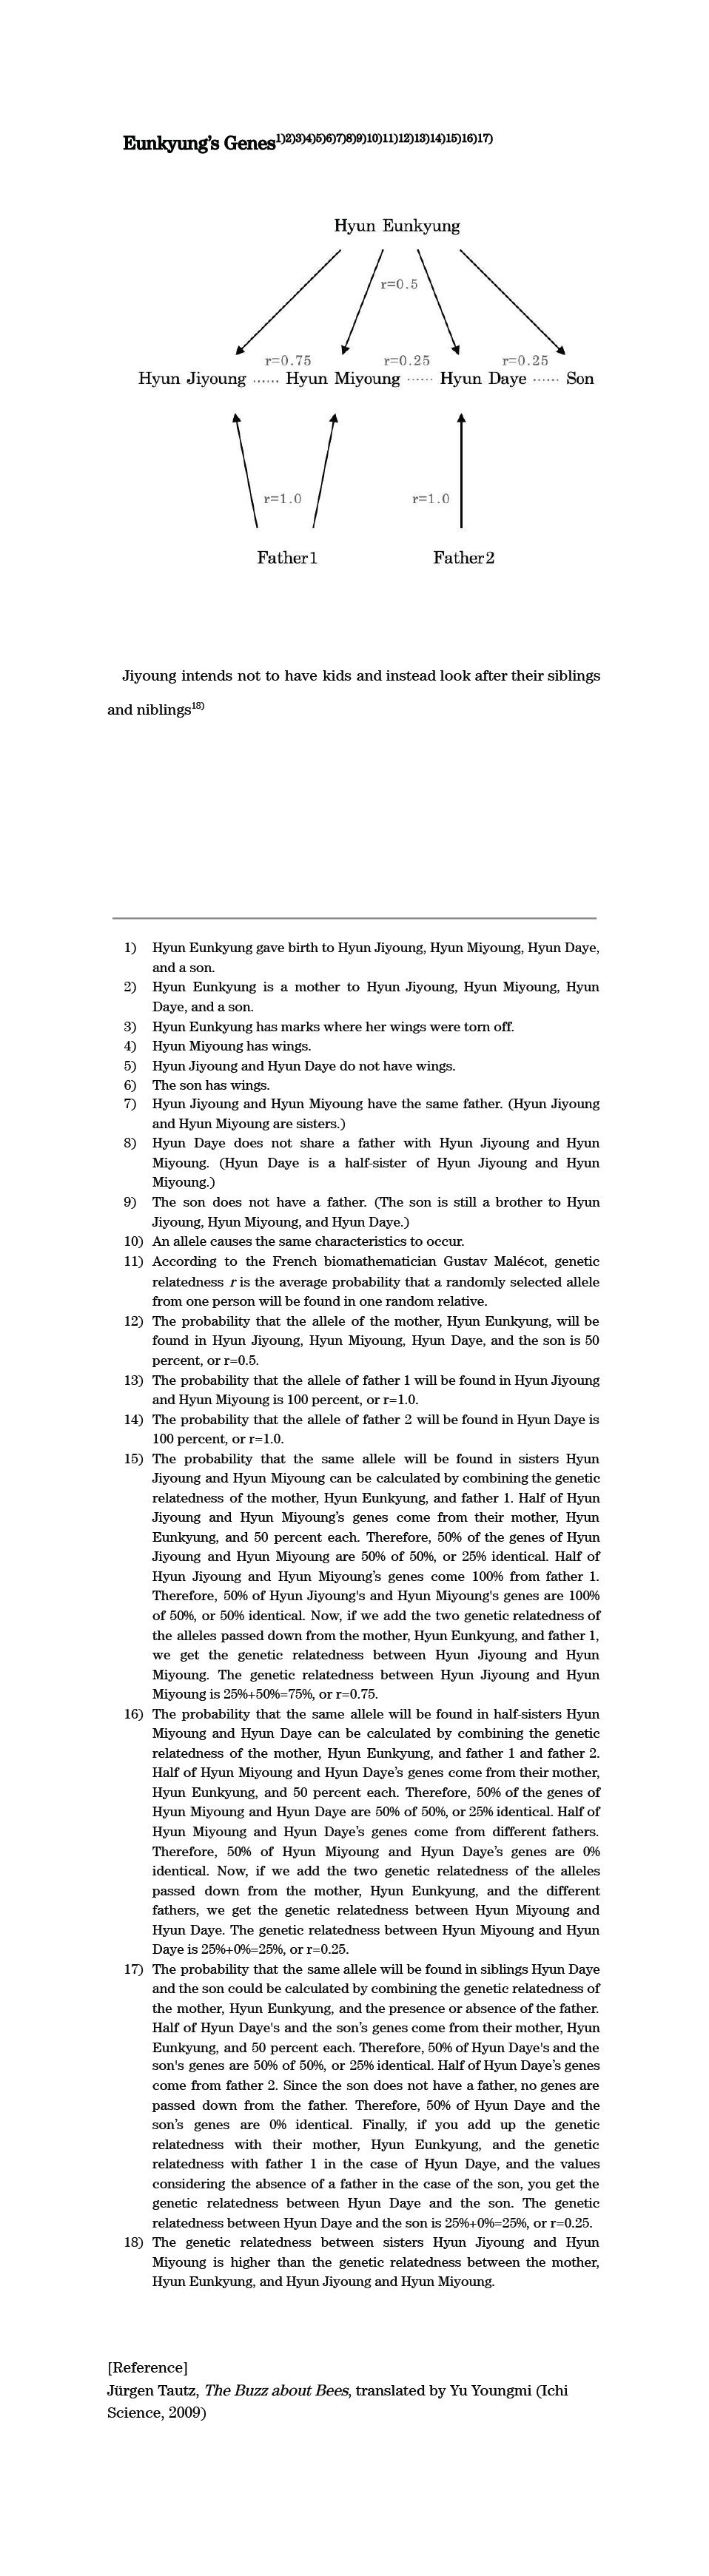 Eunkyung's Genes1)2)3)4)5)6)7)8)9)10)11)12)13)14)15)16)17)
Hyun Eunkyung
r=0.5
r=0.75 r=0.25 r=0.25
Hyun Jiyoung ...... Hyun Miyoung ...... Hyun Daye ...... Son
r=1.0 r=1.0
Father1 Father2
Jiyoung intends not to have kids and instead look after their siblings
and niblings18)
1) Hyun Eunkyung gave birth to Hyun Jiyoung, Hyun Miyoung, Hyun Daye,
and a son.
2) Hyun Eunkyung is a mother to Hyun Jiyoung, Hyun Miyoung, Hyun
Daye, and a son.
3) Hyun Eunkyung has marks where her wings were torn off.
4) Hyun Miyoung has wings.
5) Hyun Jiyoung and Hyun Daye do not have wings.
6) The son has wings.
7) Hyun Jiyoung and Hyun Miyoung have the same father. (Hyun Jiyoung
and Hyun Miyoung are sisters.)
8) Hyun Daye does not share a father with Hyun Jiyoung and Hyun
Miyoung. (Hyun Daye is a half-sister of Hyun Jiyoung and Hyun
Miyoung.)
9) The son does not have a father. (The son is still a brother to Hyun
Jiyoung, Hyun Miyoung, and Hyun Daye.)
10) An allele causes the same characteristics to occur.
11) According to the French biomathematician Gustav Malécot, genetic
relatedness r is the average probability that a randomly selected allele
from one person will be found in one random relative.
12) The probability that the allele of the mother, Hyun Eunkyung, will be
found in Hyun Jiyoung, Hyun Miyoung, Hyun Daye, and the son is 50
percent, or r=0.5.
13) The probability that the allele of father 1 will be found in Hyun Jiyoung
and Hyun Miyoung is 100 percent, or r=1.0.
14) The probability that the allele of father 2 will be found in Hyun Daye is
100 percent, or r=1.0.
15) The probability that the same allele will be found in sisters Hyun
Jiyoung and Hyun Miyoung can be calculated by combining the genetic
relatedness of the mother, Hyun Eunkyung, and father 1. Half of Hyun
Jiyoung and Hyun Miyoung's genes come from their mother, Hyun
Eunkyung, and 50 percent each. Therefore, 50% of the genes of Hyun
Jiyoung and Hyun Miyoung are 50% of 50%, or 25% identical. Half of
Hyun Jiyoung and Hyun Miyoung's genes come 100% from father 1.
Therefore, 50% of Hyun Jiyoung's and Hyun Miyoung's genes are 100%
of 50%, or 50% identical. Now, if we add the two genetic relatedness of
the alleles passed down from the mother, Hyun Eunkyung, and father 1,
we get the genetic relatedness between Hyun Jiyoung and Hyun
Miyoung. The genetic relatedness between Hyun Jiyoung and Hyun
Miyoung is 25%+50%=75%, or r=0.75.
16) The probability that the same allele will be found in half-sisters Hyun
Miyoung and Hyun Daye can be calculated by combining the genetic
relatedness of the mother, Hyun Eunkyung, and father 1 and father 2.
Half of Hyun Miyoung and Hyun Daye's genes come from their mother,
Hyun Eunkyung, and 50 percent each. Therefore, 50% of the genes of
Hyun Miyoung and Hyun Daye are 50% of 50%, or 25% identical. Half of
Hyun Miyoung and Hyun Daye's genes come from different fathers.
Therefore, 50% of Hyun Miyoung and Hyun Daye's genes are 0%
identical. Now, if we add the two genetic relatedness of the alleles
passed down from the mother, Hyun Eunkyung, and the different
fathers, we get the genetic relatedness between Hyun Miyoung and
Hyun Daye. The genetic relatedness between Hyun Miyoung and Hyun
Daye is 25%+0%=25%, or r=0.25.
17) The probability that the same allele will be found in siblings Hyun Daye
and the son could be calculated by combining the genetic relatedness of
the mother, Hyun Eunkyung, and the presence or absence of the father.
Half of Hyun Daye's and the son's genes come from their mother, Hyun
Eunkyung, and 50 percent each. Therefore, 50% of Hyun Daye's and the
son's genes are 50% of 50%, or 25% identical. Half of Hyun Daye's genes
come from father 2. Since the son does not have a father, no genes are
passed down from the father. Therefore, 50% of Hyun Daye and the
son's genes are 0% identical. Finally, if you add up the genetic
relatedness with their mother, Hyun Eunkyung, and the genetic
relatedness with father 1 in the case of Hyun Daye, and the values
considering the absence of a father in the case of the son, you get the
genetic relatedness between Hyun Daye and the son. The genetic
relatedness between Hyun Daye and the son is 25%+0%=25%, or r=0.25.
18) The genetic relatedness between sisters Hyun Jiyoung and Hyun
Miyoung is higher than the genetic relatedness between the mother,
Hyun Eunkyung, and Hyun Jiyoung and Hyun Miyoung.
[Reference]
Jürgen Tautz, The Buzz about Bees, translated by Yu Youngmi (Ichi
Science, 2009)